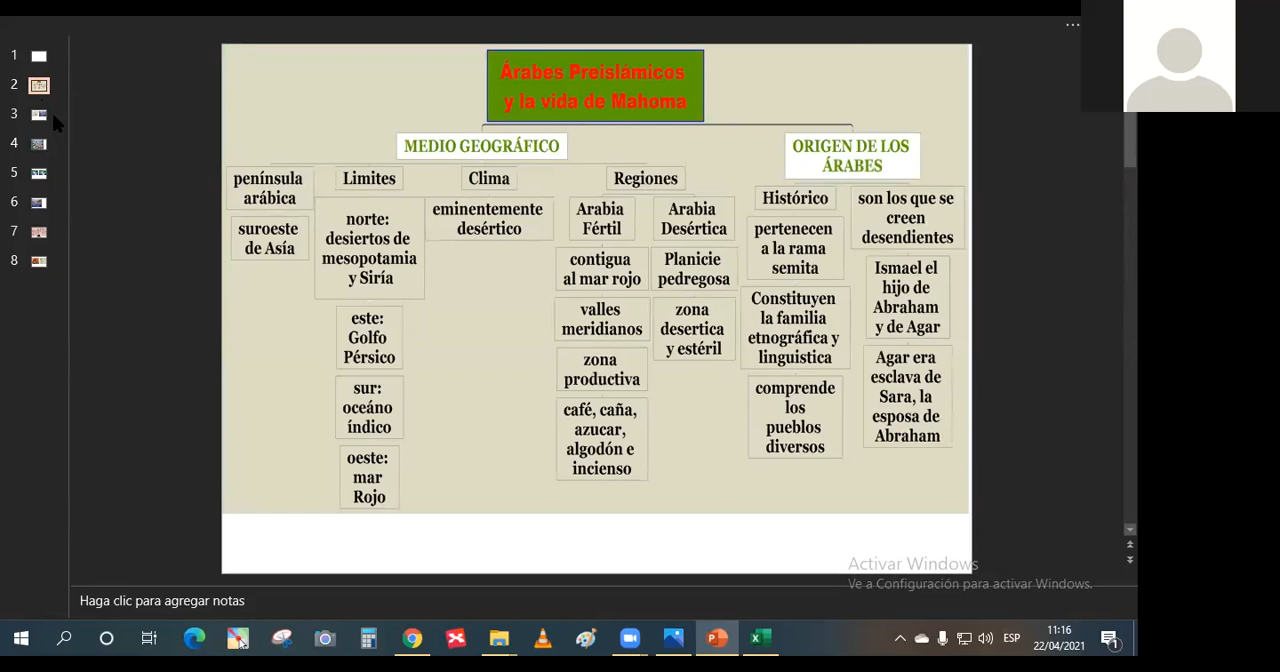 1
2
3
4
5
6
7
8
Árabes Preislámicos
y la vida de Mahoma
MEDIO GEOGRÁFICO
península
arábica
suroeste
de Asía
Limites
norte:
desiertos de
mesopotamia
y Siría
este:
Golfo
Pérsico
sur:
oceáno
índico
oeste:
mar
Rojo
Clima
eminentemente
desértico
Regiones
Arabia
Fértil
contigua
al mar rojo
valles
meridianos
zona
productiva
café, caña,
azucar,
algodón e
incienso
Arabia
Desértica
Planicie
pedregosa
zona
desertica
y estéril
ORIGEN DE LOS
ÁRABES
Histórico
pertenecen
a la rama
semita
Constituyen
la familia
etnográfica y
linguistica
comprende
los
pueblos
diversos
son los que se
creen
desendientes
Ismael el
hijo de
Abraham
y de Agar
Agar era
esclava de
Sara, la
esposa de
Abraham
Activar Windows
Ve a Configuración para activar Windows.
Haga clic para agregar notas
ESP
11:16
22/04/2021
1